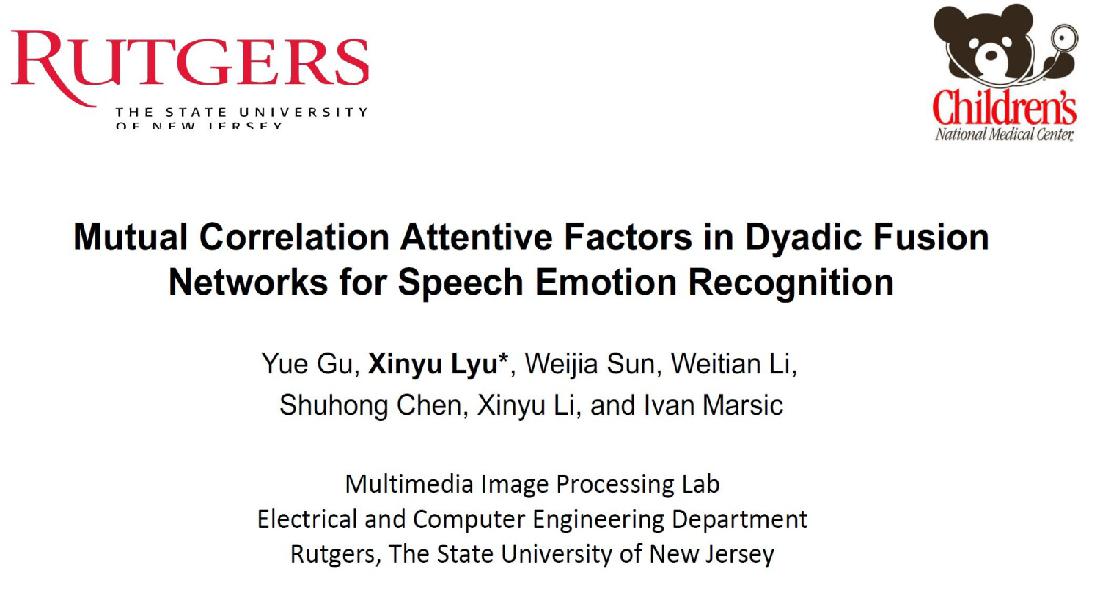 RUTGERS
THE STATE UNIVERSITY
OF NEW JERSEY
Children's
National Medical Center
Mutual Correlation Attentive Factors in Dyadic Fusion
Networks for Speech Emotion Recognition
Yue Gu, Xinyu Lyu*, Weijia Sun, Weitian Li,
Shuhong Chen, Xinyu Li, and Ivan Marsic
Multimedia Image Processing Lab
Electrical and Computer Engineering Department
Rutgers, The State University of New Jersey